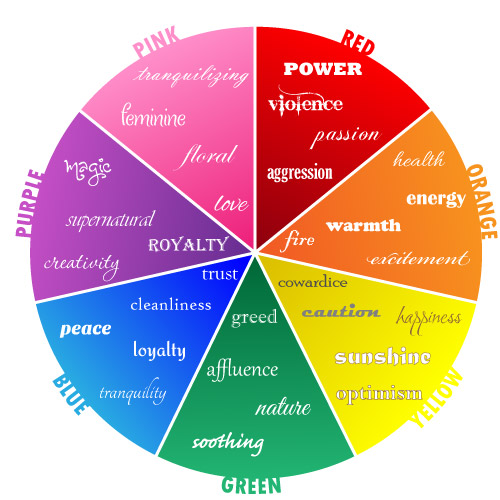 PINK
tranquilizing
feminine
floral
love
RED
POWER
violence
passion
aggression
ORANGE
health
energy
warmth
fire
excitement
YELLOW
cowardice
caution
happiness
sunshine
optimism
GREEN
greed
affluence
nature
soothing
BLUE
trust
cleanliness
peace
loyalty
tranquility
PURPLE
magic
supernatural
ROYALTY
creativity